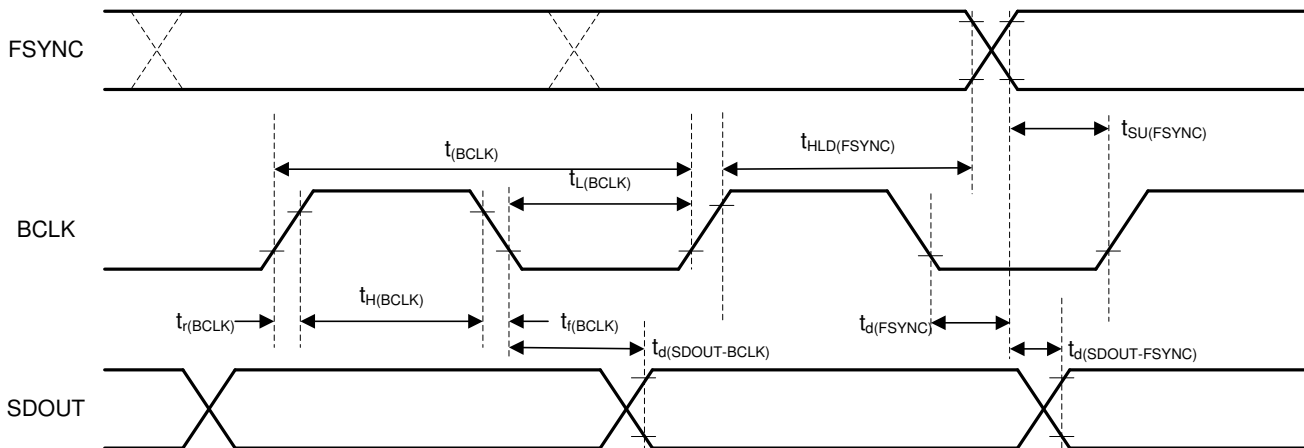 FSYNC
t(BCLK)
tHLD(FSYNC)
tSU(FSYNC)
tL(BCLK)
BCLK
tH(BCLK)
tr(BCLK)
tf(BCLK)
td(FSYNC)
td(SDOUT-BCLK)
td(SDOUT-FSYNC)
SDOUT